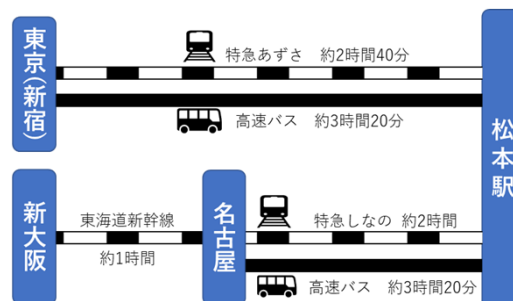 東京(新宿)
特急あずさ 約2時間40分
高速バス 約3時間20分
松本駅
新大阪
東海道新幹線
約1時間
名古屋
特急しなの 約2時間
高速バス 約3時間20分